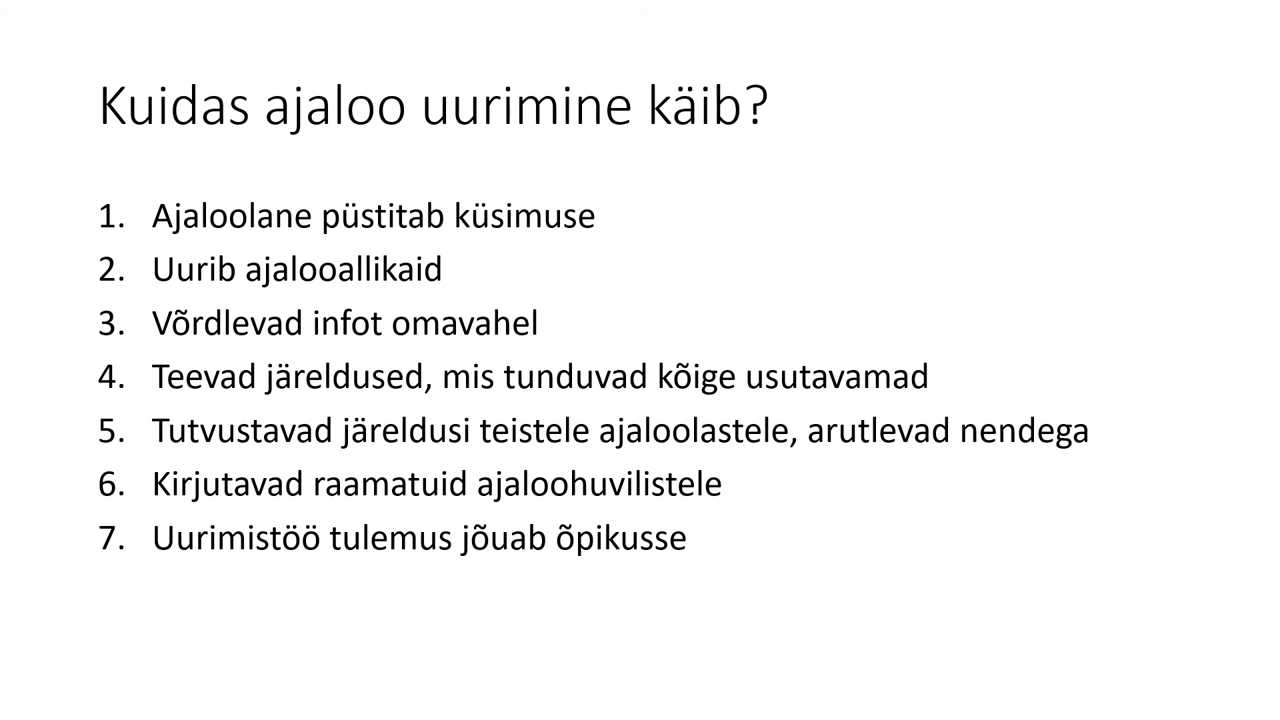 Kuidas ajaloo uurimine käib?
1. Ajaloolane püstitab küsimuse
2. Uurib ajalooallikaid
3. Võrdlevad infot omavahel
4. Teevad järeldused, mis tunduvad kõige usutavamad
5. Tutvustavad järeldusi teistele ajaloolastele, arutlevad nendega
6. Kirjutavad raamatuid ajaloohuvilistele
7. Uurimistöö tulemus jõuab õpikusse